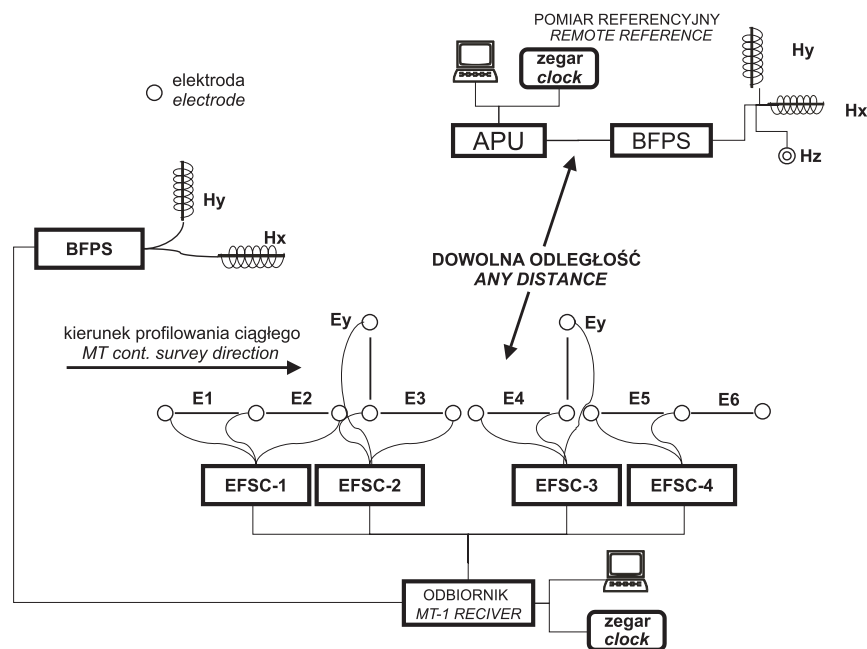 POMIAR REFERENCYJNY
REMOTE REFERENCE
zegar
clock
Hy
Hx
Hz
APU
BFPS
elektroda
electrode
Hy
Hx
BFPS
DOWOLNA ODLEGŁOŚĆ
ANY DISTANCE
kierunek profilowania ciągłego
MT cont. survey direction
Ey
Ey
E1
E2
E3
E4
E5
E6
EFSC-1
EFSC-2
EFSC-3
EFSC-4
ODBIORNIK
MT-1 RECIVER
zegar
clock